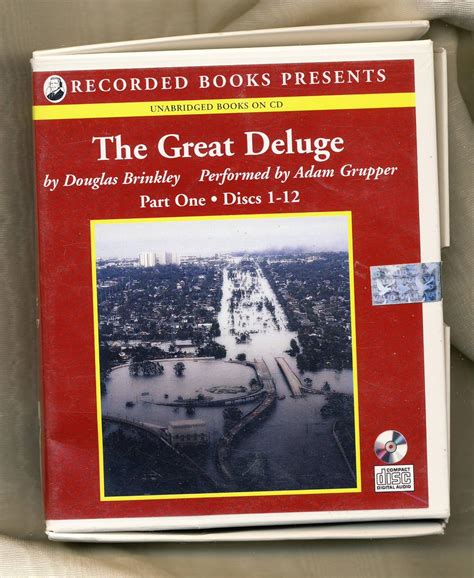 RECORDED BOOKS PRESENTS
UNABRIDGED BOOKS ON CD
The Great Deluge
by Douglas Brinkley Performed by Adam Grupper
Part One • Discs 1-12
COMPACT
disc
DIGITAL AUDIO